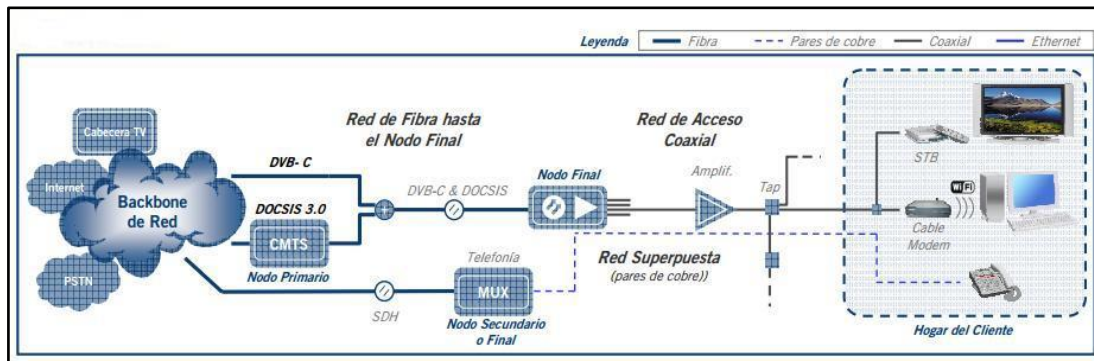 Leyenda
Fibra
Pares de cobre
Coaxial
Ethernet
Cabecera TV
Internet
Backbone
de Red
PSTN
DVB- C
DOCSIS 3.0
CMTS
Nodo Primario
Red de Fibra hasta
el Nodo Final
DVB-C & DOCSIS
Nodo Final
SDH
Telefonía
MUX
Nodo Secundario
o Final
Red de Acceso
Coaxial
Amplif.
Tap
Red Superpuesta
(pares de cobre))
STB
WiFi
Cable
Modem
Hogar del Cliente